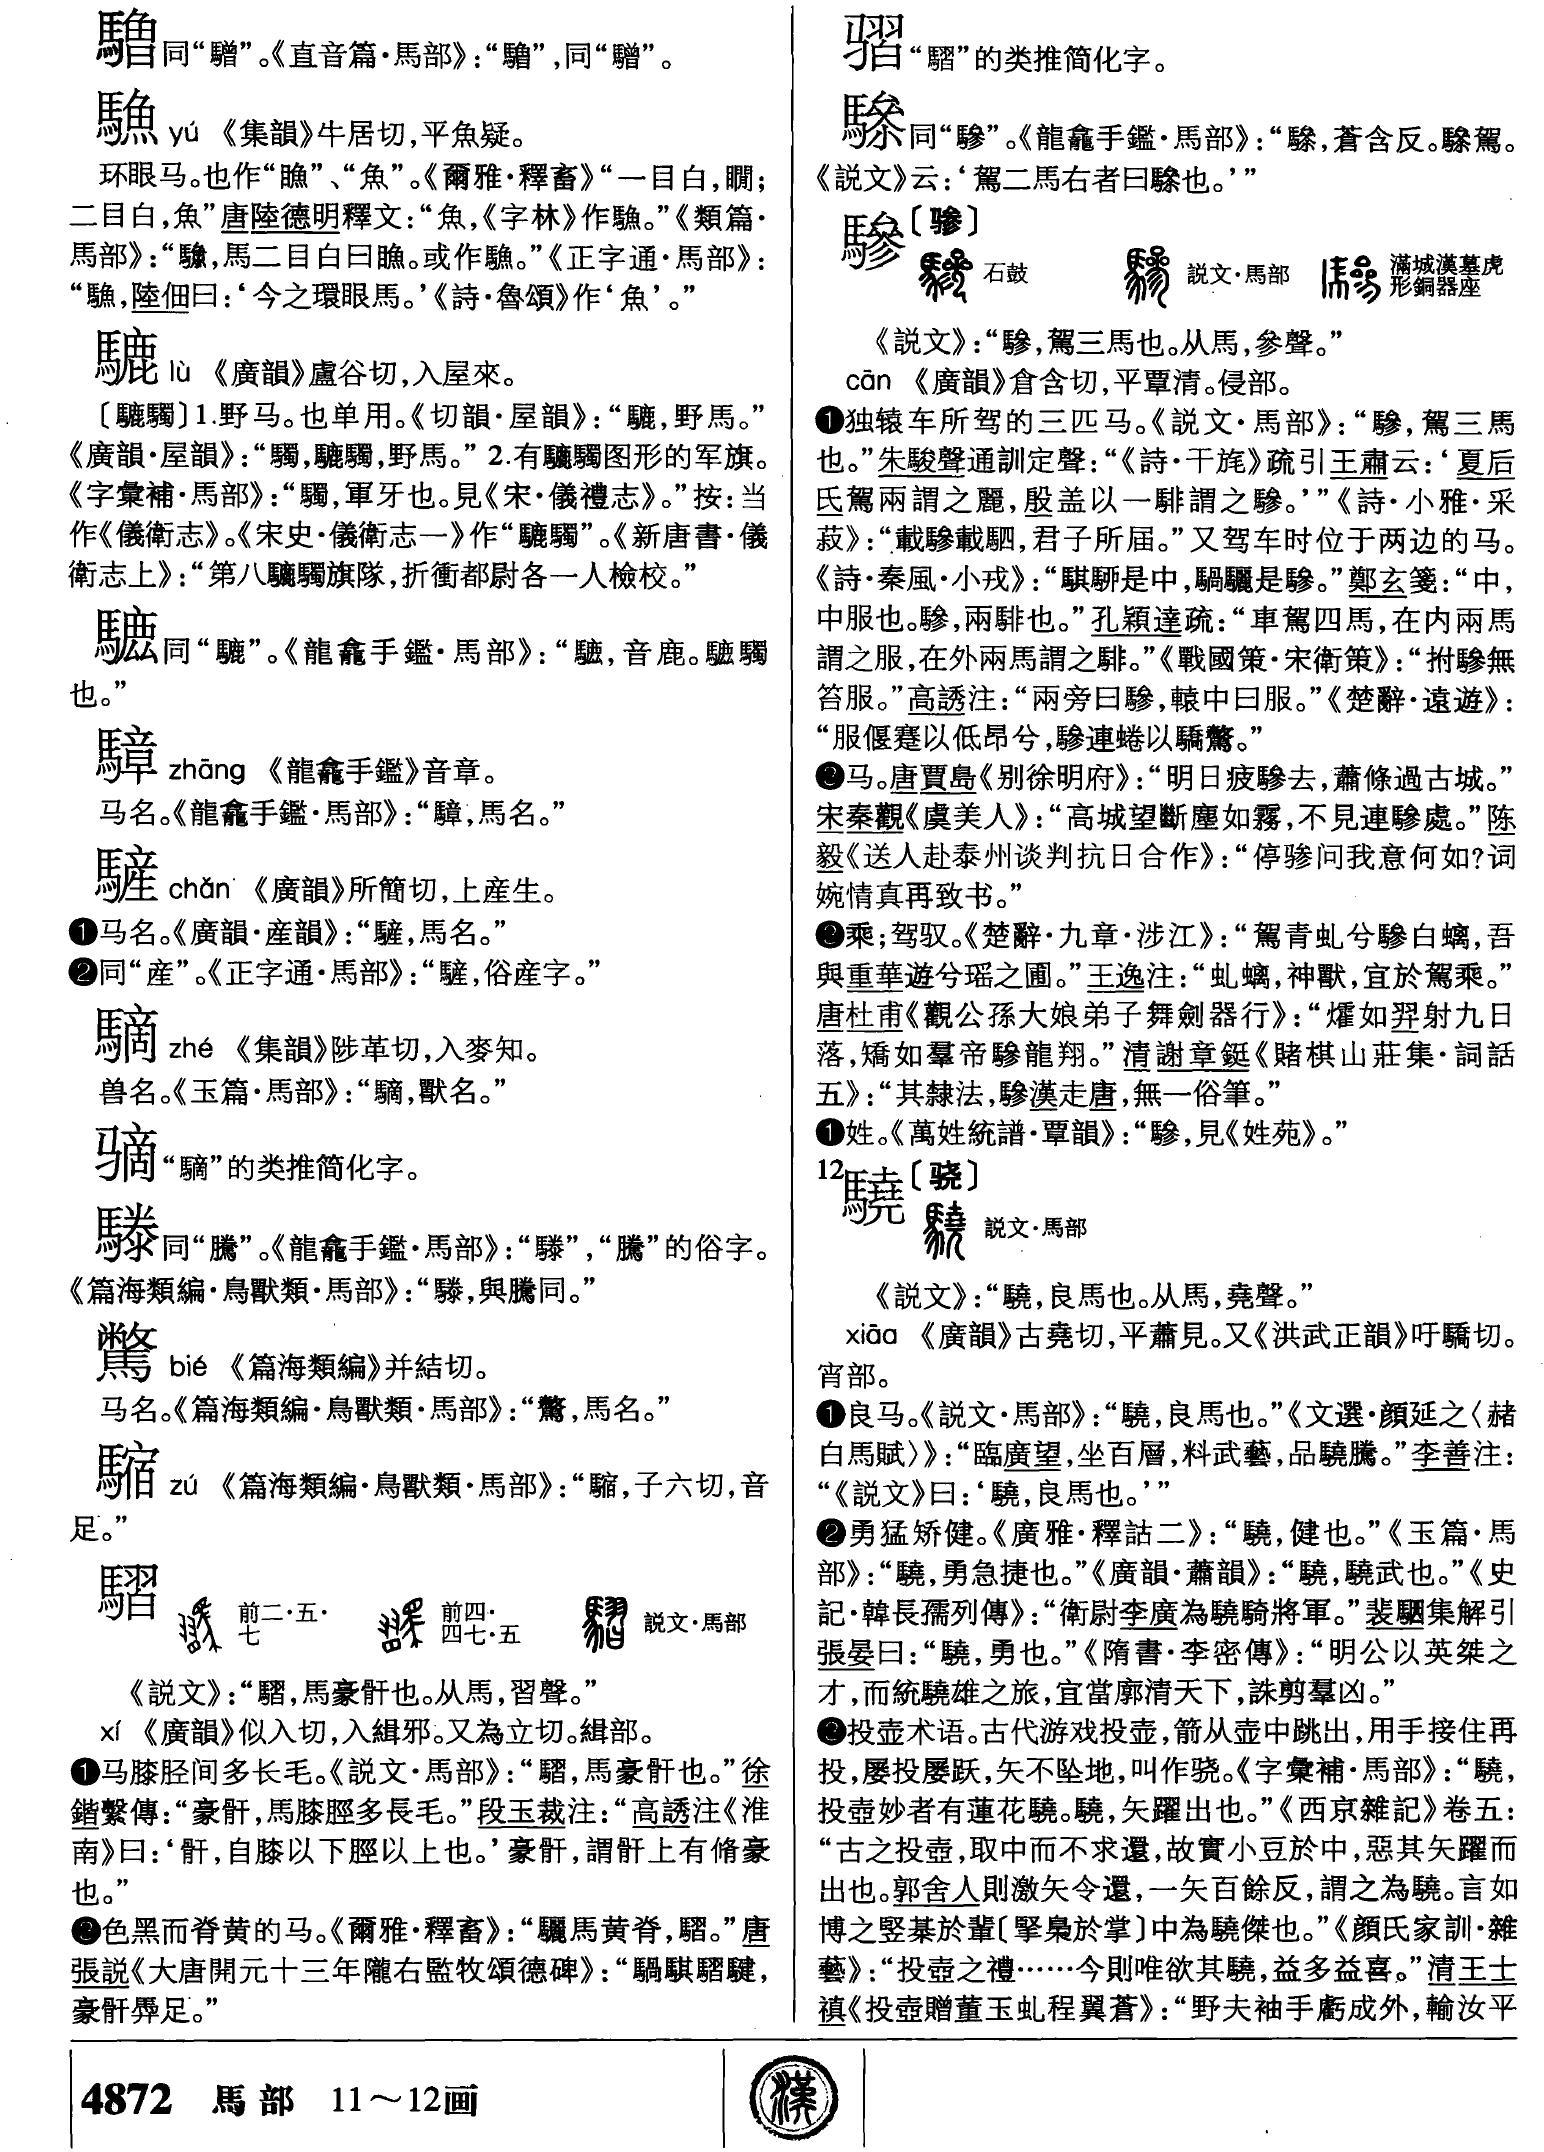 䮵同“驓”。《直音篇·馬部》：“䮵”，同“驓”。
䲣 yú 《集韻》牛居切，平魚疑。
环眼马。也作“瞧”、“魚”。《爾雅·釋畜》“一目白，瞯；
二目白，魚”唐陸德明釋文：“魚，《字林》作䲣。”《類篇·
馬部》：“䲣，馬二目白曰䲣。或作䲣。”《正字通·馬部》：
“䲣，陸佃曰：‘今之環眼馬。’《詩·魯頌》作‘魚’。”
騼 lù 《廣韻》盧谷切，入屋來。
〔騼䮷〕1.野马。也单用。《切韻·屋韻》：“騼，野馬。”
《廣韻·屋韻》：“䮷，騼䮷，野馬。” 2.有騼䮷图形的军旗。
《字彙補·馬部》：“䮷，軍牙也。見《宋·儀禮志》。”按：当
作《儀衛志》。《宋史·儀衛志一》作“騼䮷”。《新唐書·儀
衛志上》：“第八騼䮷旗隊，折衝都尉各一人檢校。”
同“騼”。《龍龕手鑑·馬部》：“，音鹿。䮷
也。”
騿 zhāng 《龍龕手鑑》音章。
马名。《龍龕手鑑·馬部》：“騿，馬名。”
䮿 chǎn 《廣韻》所簡切，上産生。
❶马名。《廣韻·産韻》：“䮿，馬名。”
❷同“産”。《正字通·馬部》：“䮿，俗産字。”
䮰 zhé 《集韻》陟革切，入麥知。
兽名。《玉篇·馬部》：“䮰，獸名。”
“䮰”的类推简化字。
同“騰”。《龍龕手鑑·馬部》：“”，“騰”的俗字。
《篇海類編·鳥獸類·馬部》：“，與騰同。”
bié 《篇海類編》并結切。
马名。《篇海類編·鳥獸類·馬部》：“，馬名。”
zú 《篇海類編·鳥獸類·馬部》：“，子六切，音
足。”
騽
前二·五·
七
前四·
四七·五
説文·馬部
《説文》：“騽，馬豪骭也。从馬，習聲。”
xí 《廣韻》似入切，入緝邪。又為立切。緝部。
❶马膝胫间多长毛。《説文·馬部》：“騽，馬豪骭也。”徐
鍇繫傳：“豪骭，馬膝脛多長毛。”段玉裁注：“高誘注《淮
南》曰：‘骭，自膝以下脛以上也。’豪骭，謂骭上有脩豪
也。”
❷色黑而脊黄的马。《爾雅·釋畜》：“驪馬黄脊，騽。”唐
張説《大唐開元十三年隴右監牧頌德碑》：“騧騏騽騝，
豪骭馵足。”
“騽”的类推简化字。
同“驂”。《龍龕手鑑·馬部》：“，蒼含反。駕。
《説文》云：‘駕二馬右者曰也。’”
驂〔骖〕
石鼓
説文·馬部
滿城漢墓虎
形銅器座
《説文》：“驂，駕三馬也。从馬，參聲。”
cān 《廣韻》倉含切，平覃清。侵部。
❶独辕车所驾的三匹马。《説文·馬部》：“驂，駕三馬
也。”朱駿聲通訓定聲：“《詩·干旄》疏引王肅云：‘夏后
氏駕兩謂之麗，殷盖以一騑謂之驂。’”《詩·小雅·采
菽》：“載驂載駟，君子所届。”又驾车时位于两边的马。
《詩·秦風·小戎》：“騏駵是中，騧驪是驂。”鄭玄箋：“中，
中服也。驂，兩騑也。”孔穎達疏：“車駕四馬，在内兩馬
謂之服，在外兩馬謂之騑。”《戰國策·宋衛策》：“拊驂無
笞服。”高誘注：“兩旁曰驂，轅中曰服。”《楚辭·遠遊》：
“服偃蹇以低昂兮，驂連蜷以驕驁。”
❷马。唐賈島《别徐明府》：“明日疲驂去，蕭條過古城。”
宋秦觀《虞美人》：“高城望斷塵如霧，不見連驂處。”陈
毅《送人赴泰州谈判抗日合作》：“停骖问我意何如？词
婉情真再致书。”
❸乘；驾驭。《楚辭·九章·涉江》：“駕青虬兮驂白螭，吾
與重華遊兮瑶之圃。”王逸注：“虬螭，神獸，宜於駕乘。”
唐杜甫《觀公孫大娘弟子舞劍器行》：“㸌如羿射九日
落，矯如羣帝驂龍翔。”清謝章鋌《賭棋山莊集·詞話
五》：“其隸法，驂漢走唐，無一俗筆。”
❹姓。《萬姓統譜·覃韻》：“驂，見《姓苑》。”
12驍〔骁〕
説文·馬部
《説文》：“驍，良馬也。从馬，堯聲。”
xiāo 《廣韻》古堯切，平蕭見。又《洪武正韻》吁驕切。
宵部。
❶良马。《説文·馬部》：“驍，良馬也。”《文選·顔延之〈赭
白馬賦〉》：“臨廣望，坐百層，料武藝，品驍騰。”李善注：
“《説文》曰：‘驍，良馬也。’”
❷勇猛矫健。《廣雅·釋詁二》：“驍，健也。”《玉篇·馬
部》：“驍，勇急捷也。”《廣韻·蕭韻》：“驍，驍武也。”《史
記·韓長孺列傳》：“衛尉李廣為驍騎將軍。”裴駰集解引
張晏曰：“驍，勇也。”《隋書·李密傳》：“明公以英桀之
才，而統驍雄之旅，宜當廓清天下，誅剪羣凶。”
❸投壶术语。古代游戏投壶，箭从壶中跳出，用手接住再
投，屡投屡跃，矢不坠地，叫作骁。《字彙補·馬部》：“驍，
投壺妙者有蓮花驍。驍，矢躍出也。”《西京雜記》卷五：
“古之投壺，取中而不求還，故實小豆於中，惡其矢躍而
出也。郭舍人則激矢令還，一矢百餘反，謂之為驍。言如
博之竪棊於輩〔掔梟於掌〕中為驍傑也。”《顔氏家訓·雜
藝》：“投壺之禮……今則唯欲其驍，益多益喜。”清王士
禛《投壺贈董玉虬程翼蒼》：“野夫袖手虧成外，輸汝平
4872 馬部 11～12画
漢